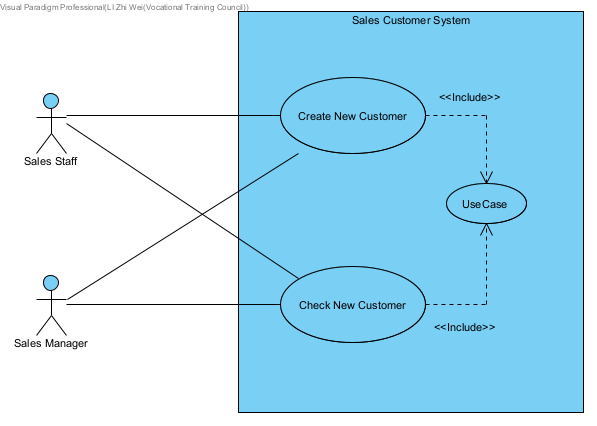 Visual Paradigm Professional(LI Zhi Wei(Vocational Training Council))
Sales Customer System
<<Include>>
Create New Customer
Sales Staff
UseCase
Check New Customer
<<Include>>
Sales Manager